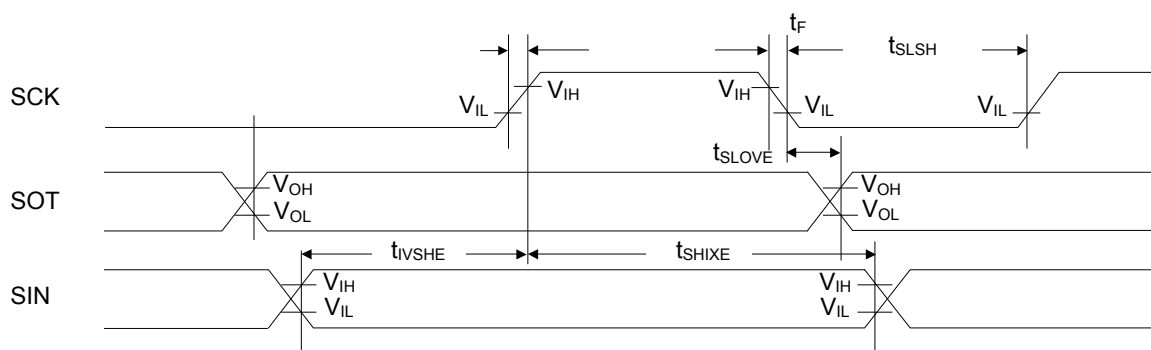 tF
tSLSH
SCK
VIH
VIH
VIL
VIL
VIL
tSLOVE
SOT
VOH
VOH
VOL
VOL
tIVSHE
tSHIXE
SIN
VIH
VIH
VIL
VIL